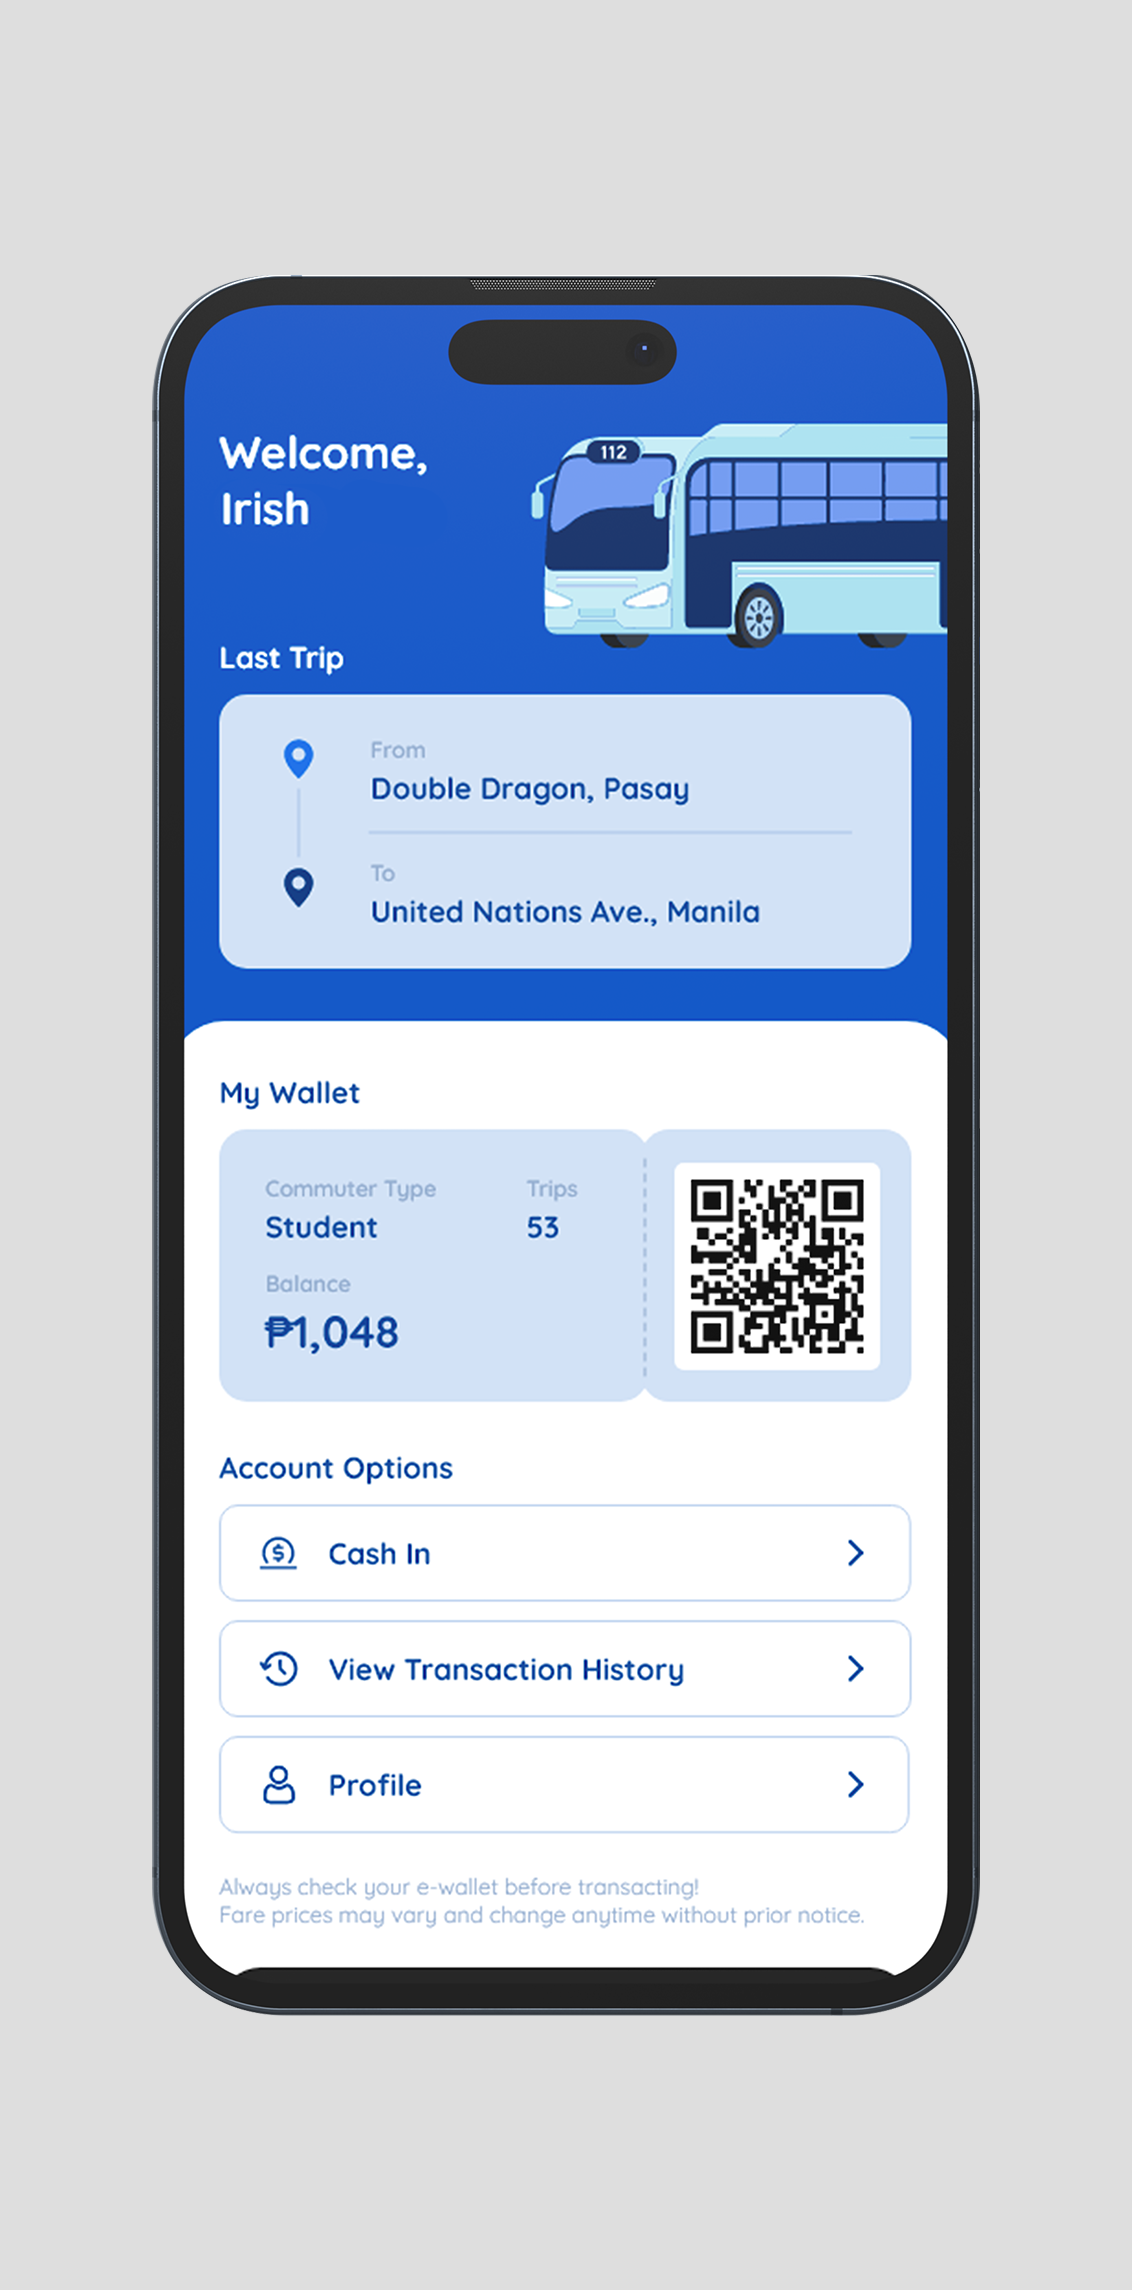 112
Welcome,
Irish
Last Trip
From
Double Dragon, Pasay
To
United Nations Ave., Manila
My Wallet
Commuter Type
Trips
Student
53
Balance
₱1,048
Account Options
Cash In
View Transaction History
Profile
Always check your e-wallet before transacting!
Fare prices may vary and change anytime without prior notice.